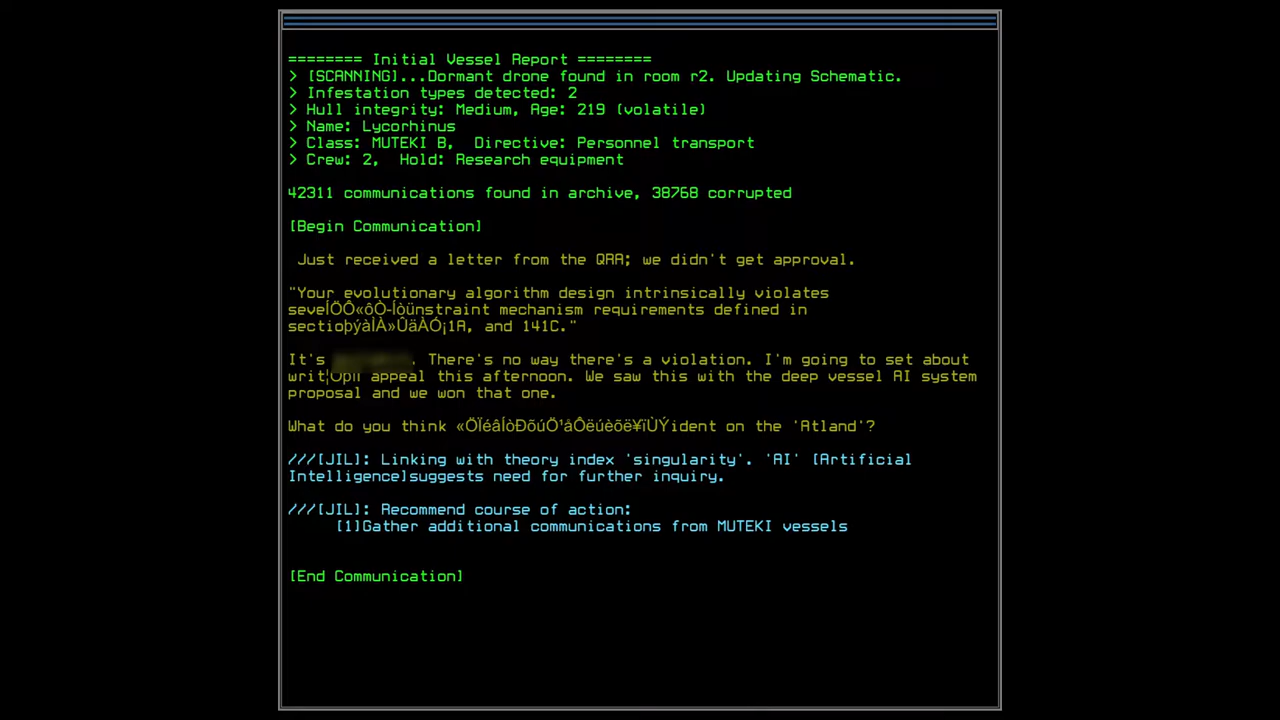 ======== Initial Vessel Report ========
> [SCANNING]...Dormant drone found in room r2. Updating Schematic.
> Infestation types detected: 2
> Hull integrity: Medium, Age: 219 (volatile)
> Name: Lycorhinus
> Class: MUTEKI B,  Directive: Personnel transport
> Crew: 2,  Hold: Research equipment
42311 communications found in archive, 38768 corrupted
[Begin Communication]
Just received a letter from the QAA; we didn't get approval.
"Your evolutionary algorithm design intrinsically violates
seveÍÖÔ«ôÒ-Íòünstraint mechanism requirements defined in
sectioþýàÌÀ»ÛäÀÓ¡1A, and 141C."
It's . There's no way there's a violation. I'm going to set about
appeal this afternoon. We saw this with the deep vessel AI system
proposal and we won that one.
What do you think «ÖÏéâÍòÐõúÖ¹åÔëúèõë¥ïÙÝident on the 'Atland'?
///[JIL]: Linking with theory index 'singularity'. 'AI' [Artificial
Intelligence]suggests need for further inquiry.
///[JIL]: Recommend course of action:
[1]Gather additional communications from MUTEKI vessels
[End Communication]